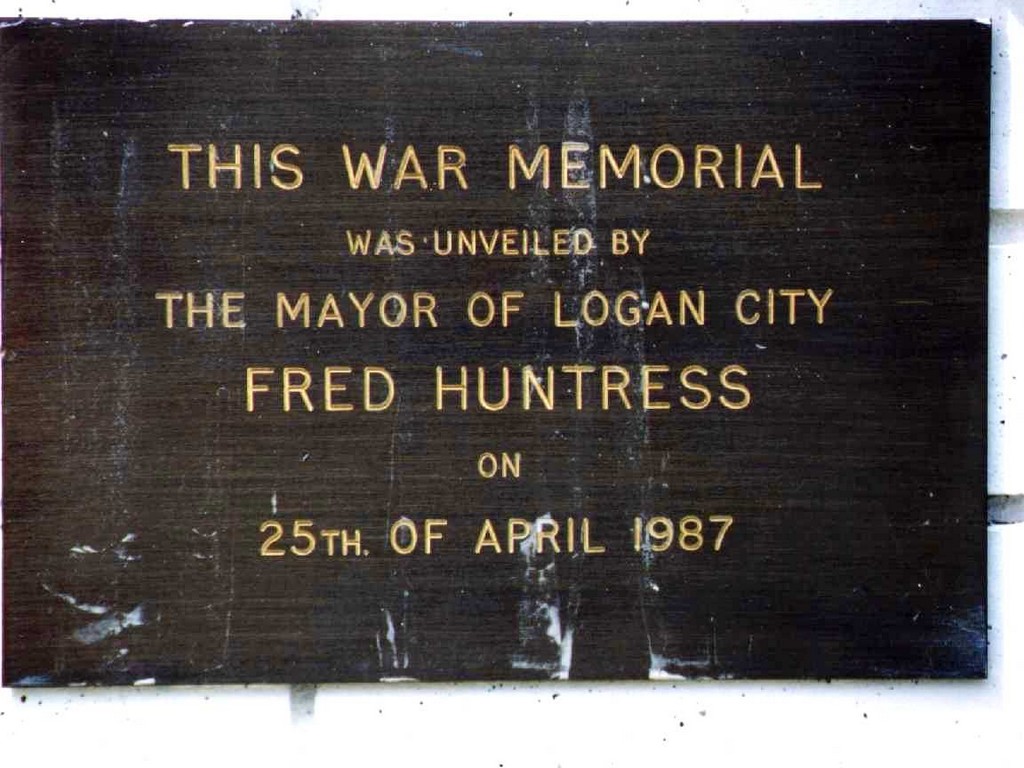 THIS WAR MEMORIAL
WAS UNVEILED BY
THE MAYOR OF LOGAN CITY
FRED HUNTRESS
ON
25TH. OF APRIL 1987